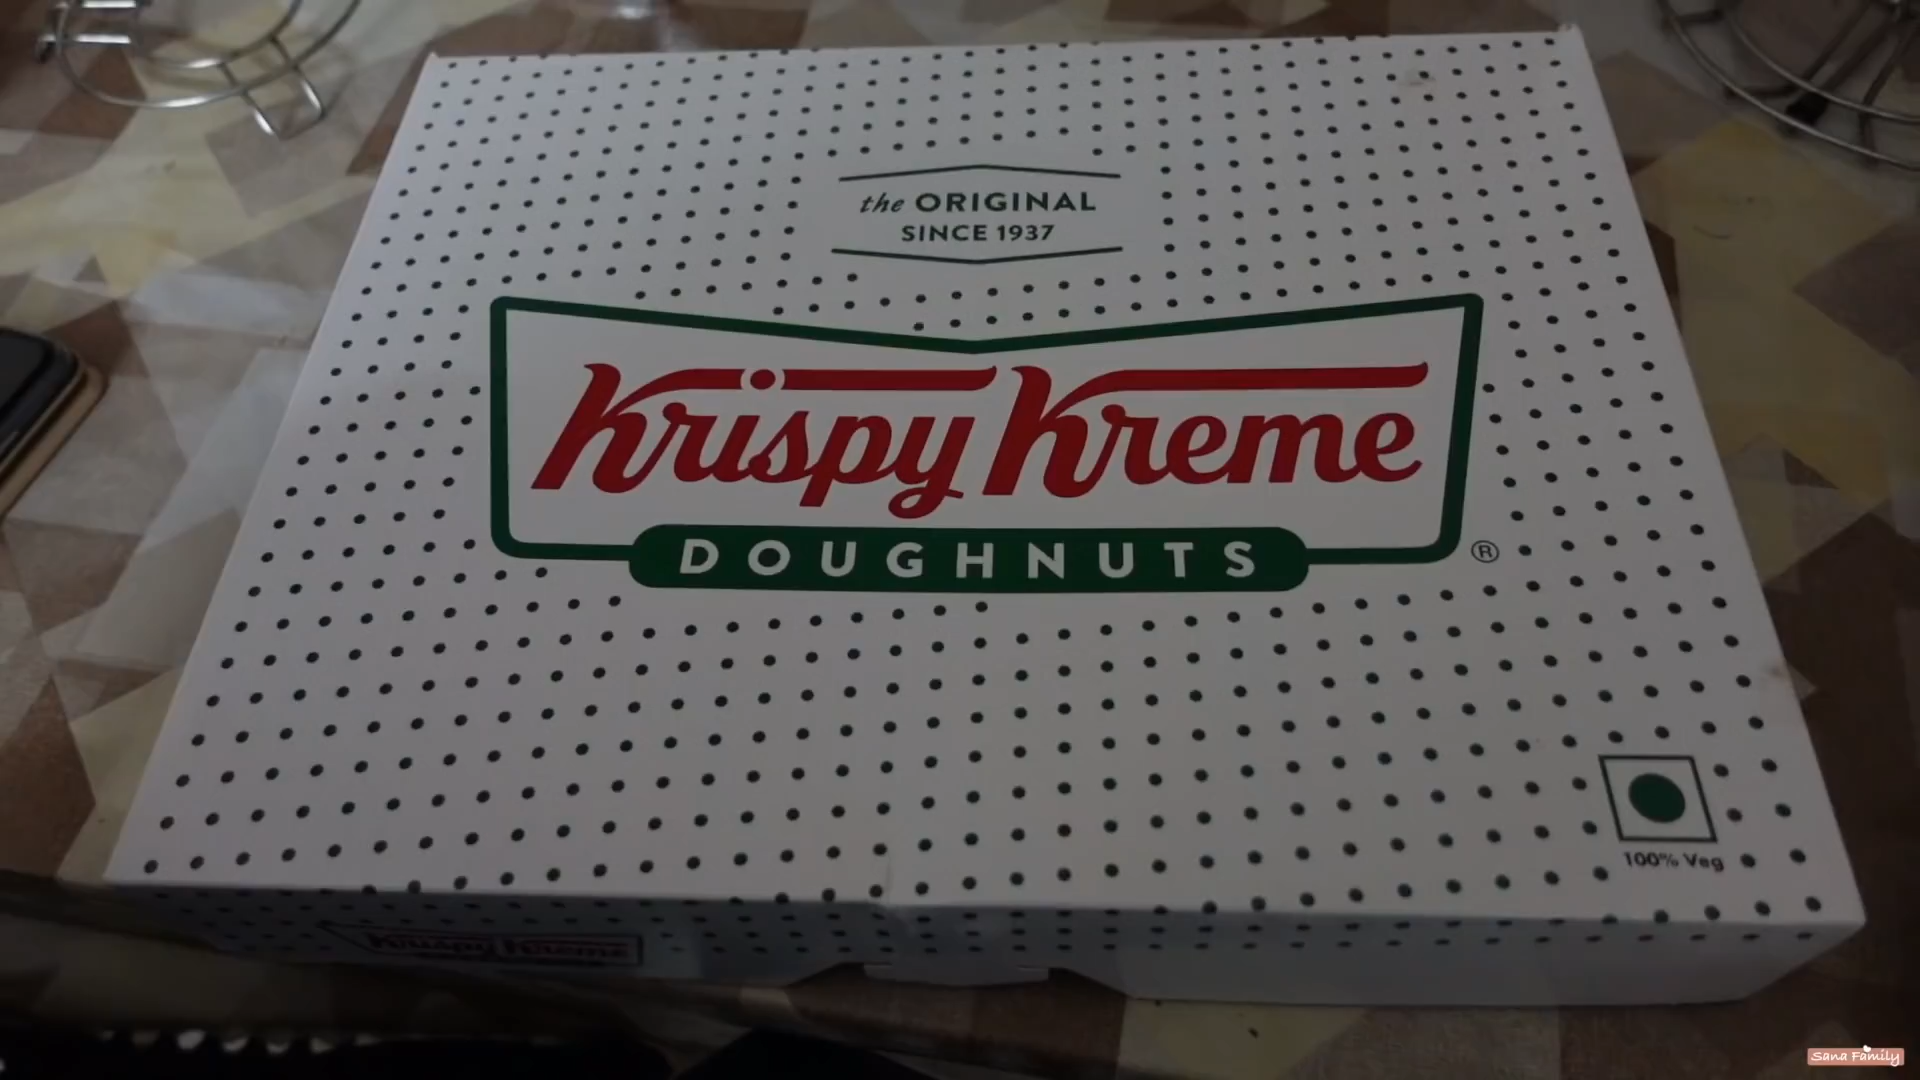 the ORIGINAL
SINCE 1937
krispy kreme
DOUGHNUTS
®
100% Veg
krispy kreme
Sana Family